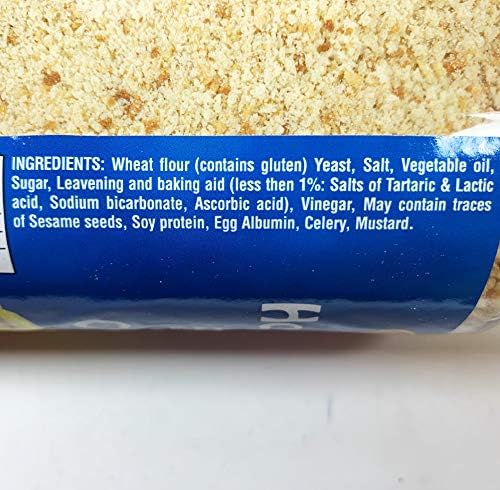 INGREDIENTS: Wheat flour (contains gluten) Yeast, Salt, Vegetable oil,
Sugar, Leavening and baking aid (less then 1%: Salts of Tartaric & Lactic
acid, Sodium bicarbonate, Ascorbic acid), Vinegar, May contain traces
of Sesame seeds, Soy protein, Egg Albumin, Celery, Mustard.